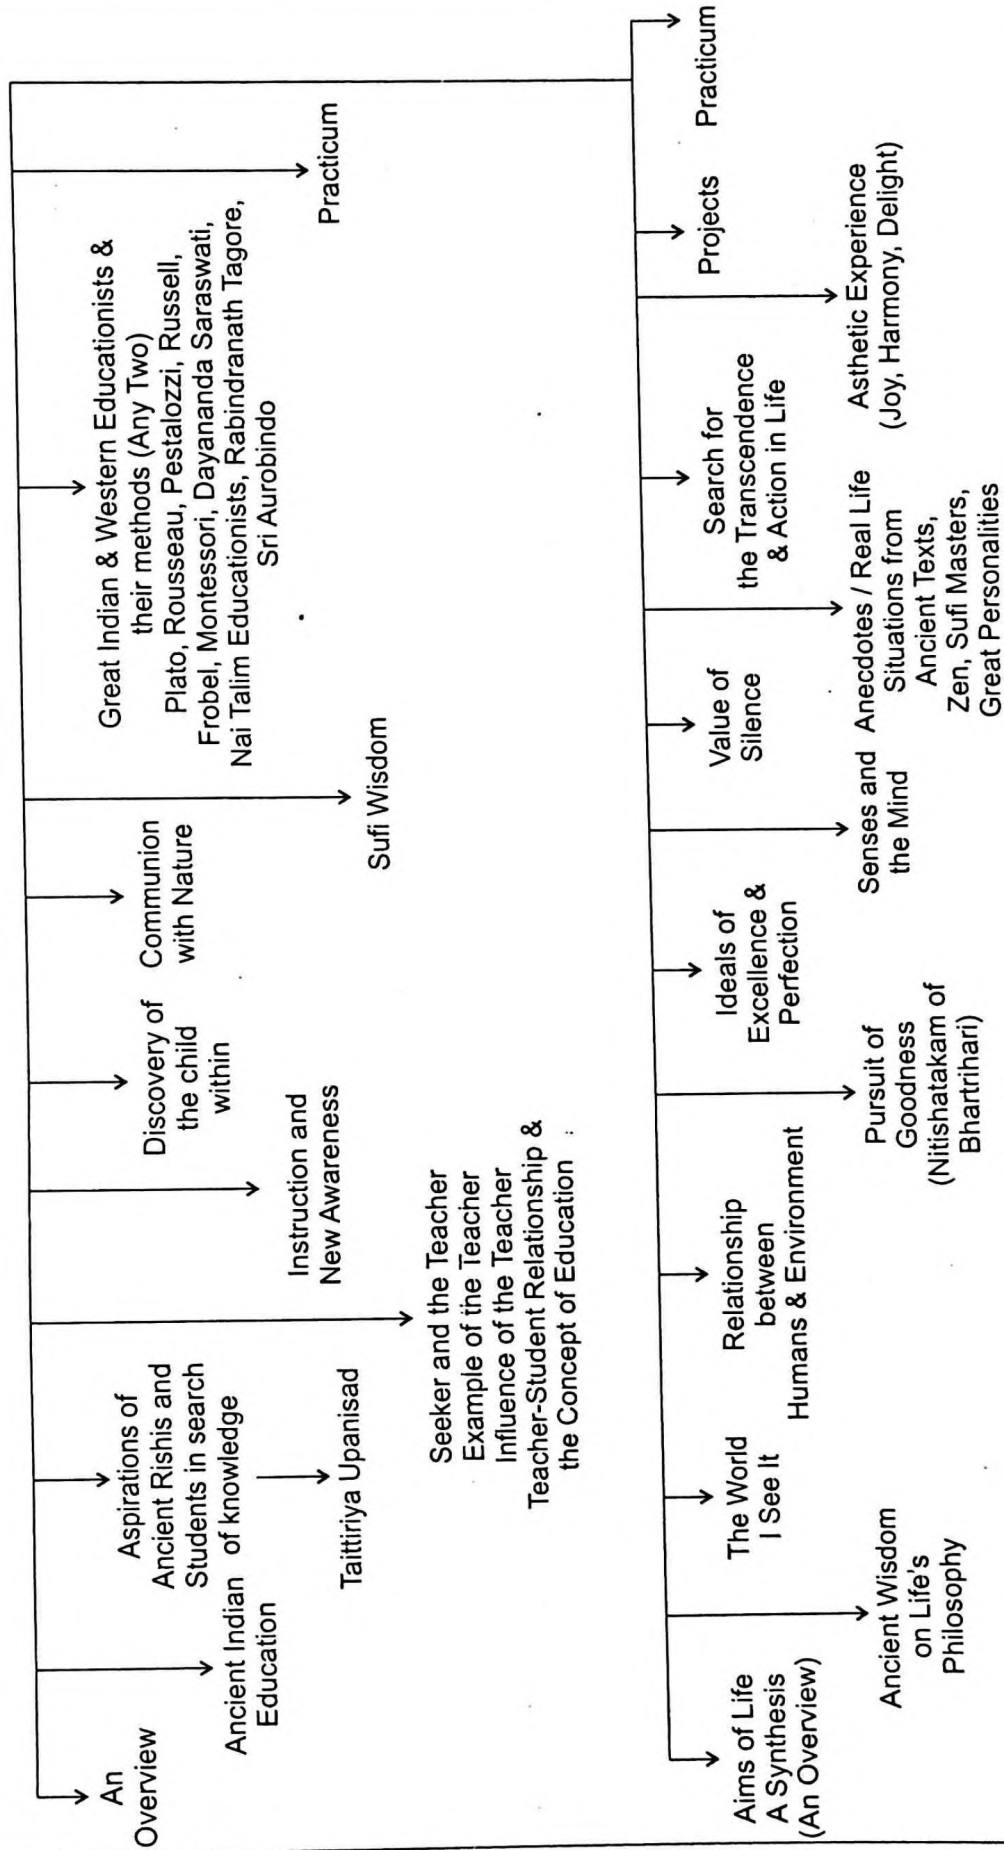 An
Overview
Ancient Indian
Education
Aspirations of
Ancient Rishis and
Students in search
of knowledge
Taittiriya Upanisad
Seeker and the Teacher
Example of the Teacher
Influence of the Teacher
Teacher-Student Relationship &
the Concept of Education
Instruction and
New Awareness
Discovery of
the child
within
Communion
with Nature
Sufi Wisdom
Great Indian & Western Educationists &
their methods (Any Two)
Plato, Rousseau, Pestalozzi, Russell,
Frobel, Montessori, Dayananda Saraswati,
Nai Talim Educationists, Rabindranath Tagore,
Sri Aurobindo
Practicum
Aims of Life
A Synthesis
(An Overview)
Ancient Wisdom
on Life's
Philosophy
The World
I See It
Relationship
between
Humans & Environment
Pursuit of
Goodness
(Nitishatakam of
Bhartrihari)
Ideals of
Excellence &
Perfection
Senses and
the Mind
Value of
Silence
Anecdotes / Real Life
Situations from
Ancient Texts,
Zen, Sufi Masters,
Great Personalities
Search for
the Transcendence
& Action in Life
Asthetic Experience
(Joy, Harmony, Delight)
Projects
Practicum